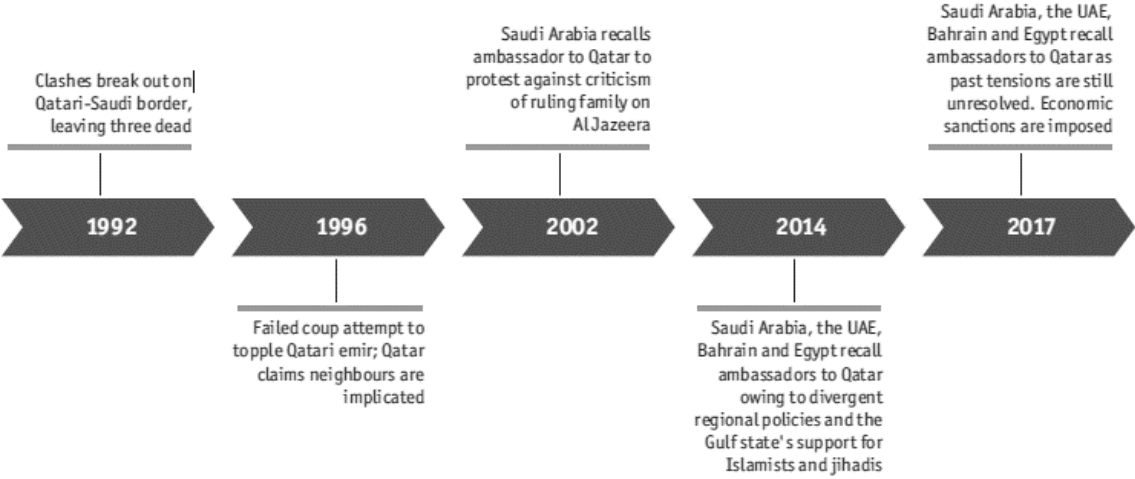 Clashes break out on
Qatari-Saudi border,
leaving three dead
1992
1996
Failed coup attempt to
topple Qatari emir; Qatar
claims neighbours are
implicated
Saudi Arabia recalls
ambassador to Qatar to
protest against criticism
of ruling family on
Al Jazeera
2002
2014
Saudi Arabia, the UAE,
Bahrain and Egypt recall
ambassadors to Qatar
owing to divergent
regional policies and the
Gulf state's support for
Islamists and jihadis
Saudi Arabia, the UAE,
Bahrain and Egypt recall
ambassadors to Qatar as
past tensions are still
unresolved. Economic
sanctions are imposed
2017